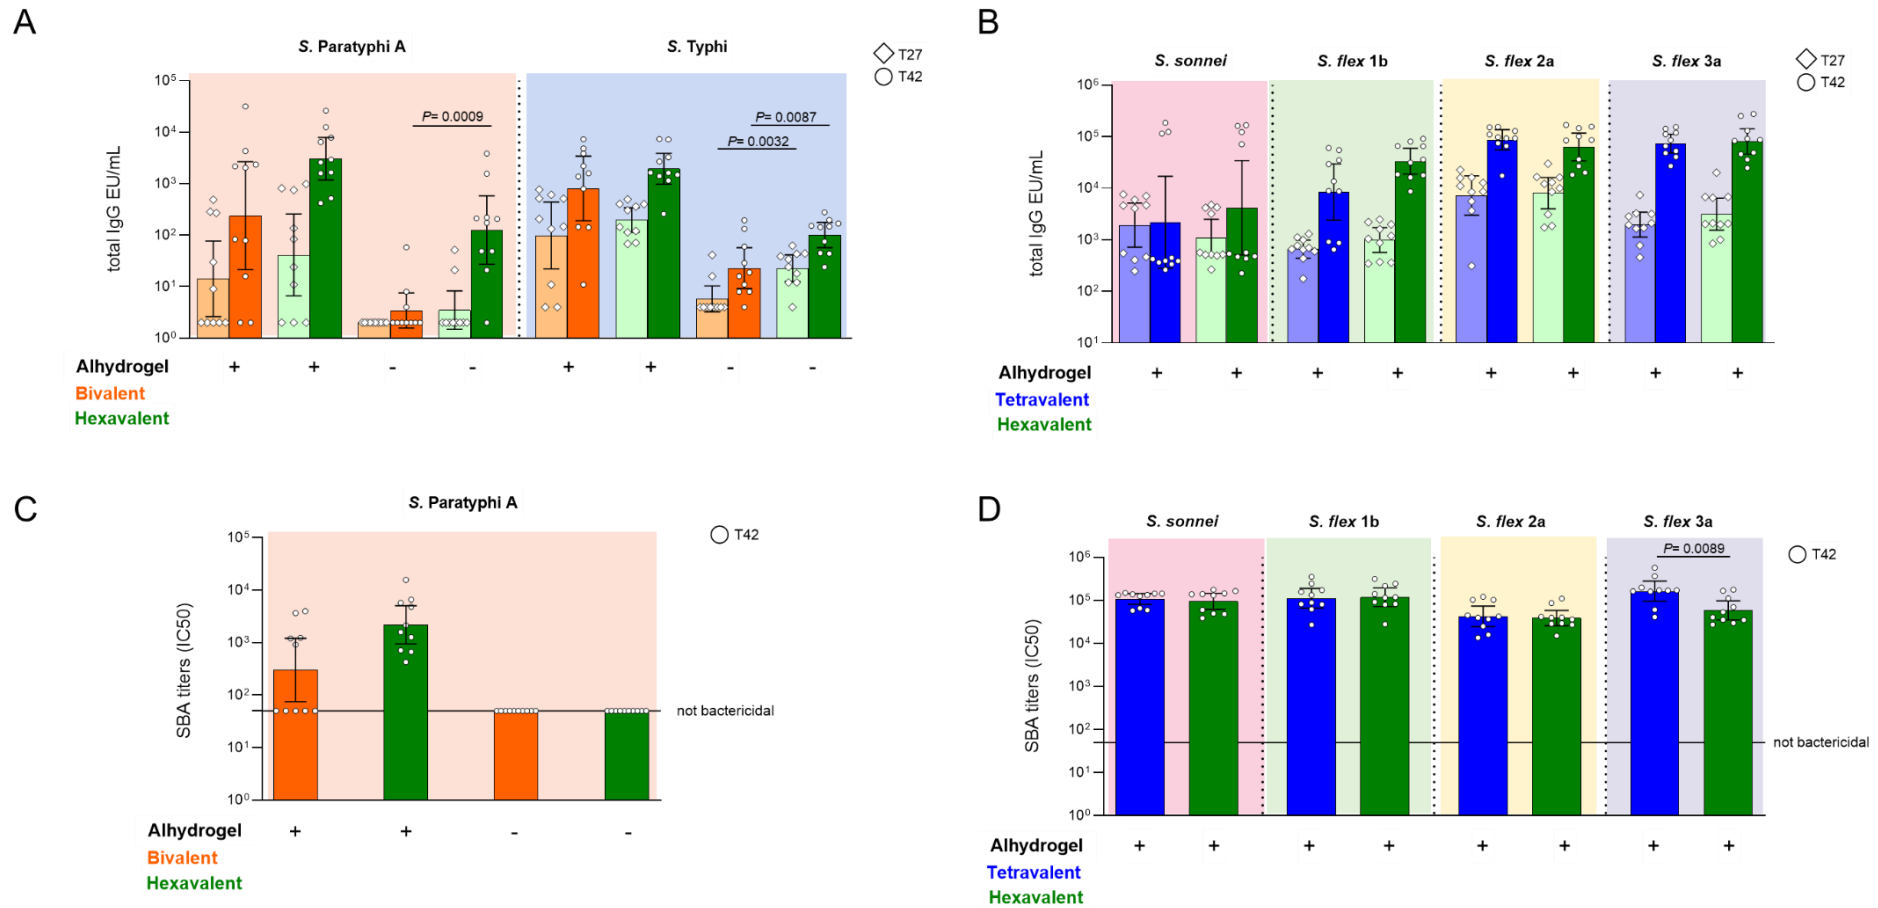 A
S. Paratyphi A
S. Typhi
T27
T42
10⁵
10⁴
10³
10²
10¹
10⁰
total IgG EU/mL
P= 0.0009
P= 0.0087
P= 0.0032
Alhydrogel + + - - + + - -
Bivalent
Hexavalent
B
S. sonnei
S. flex 1b
S. flex 2a
S. flex 3a
T27
T42
10⁶
10⁵
10⁴
10³
10²
10¹
total IgG EU/mL
Alhydrogel + + + + + + + +
Tetravalent
Hexavalent
C
S. Paratyphi A
T42
10⁵
10⁴
10³
10²
10¹
10⁰
SBA titers (IC50)
not bactericidal
Alhydrogel + + - -
Bivalent
Hexavalent
D
S. sonnei
S. flex 1b
S. flex 2a
S. flex 3a
P= 0.0089
T42
10⁶
10⁵
10⁴
10³
10²
10¹
10⁰
SBA titers (IC50)
not bactericidal
Alhydrogel + + + + + + + +
Tetravalent
Hexavalent